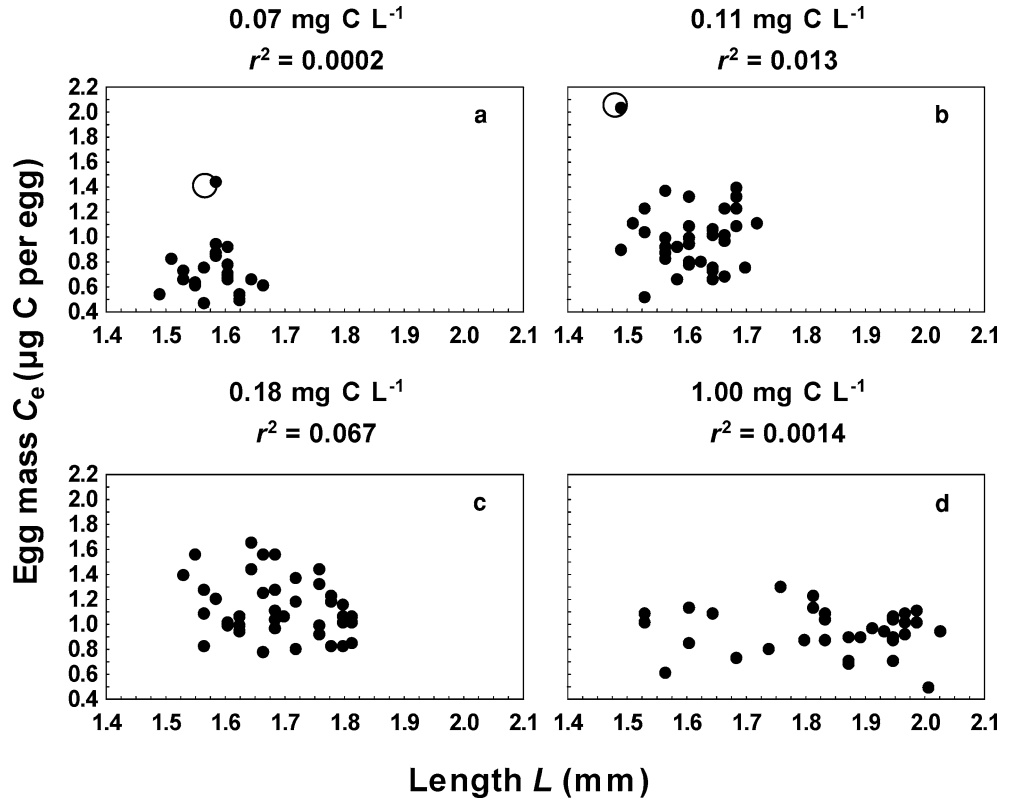 0.07 mg C L-1
r2 = 0.0002
0.11 mg C L-1
r2 = 0.013
Egg mass Ce (µg C per egg)
2.2
2.0
1.8
1.6
1.4
1.2
1.0
0.8
0.6
0.4
a
b
1.4 1.5 1.6 1.7 1.8 1.9 2.0 2.1
1.4 1.5 1.6 1.7 1.8 1.9 2.0 2.1
0.18 mg C L-1
r2 = 0.067
1.00 mg C L-1
r2 = 0.0014
2.2
2.0
1.8
1.6
1.4
1.2
1.0
0.8
0.6
0.4
c
d
1.4 1.5 1.6 1.7 1.8 1.9 2.0 2.1
1.4 1.5 1.6 1.7 1.8 1.9 2.0 2.1
Length L (mm)